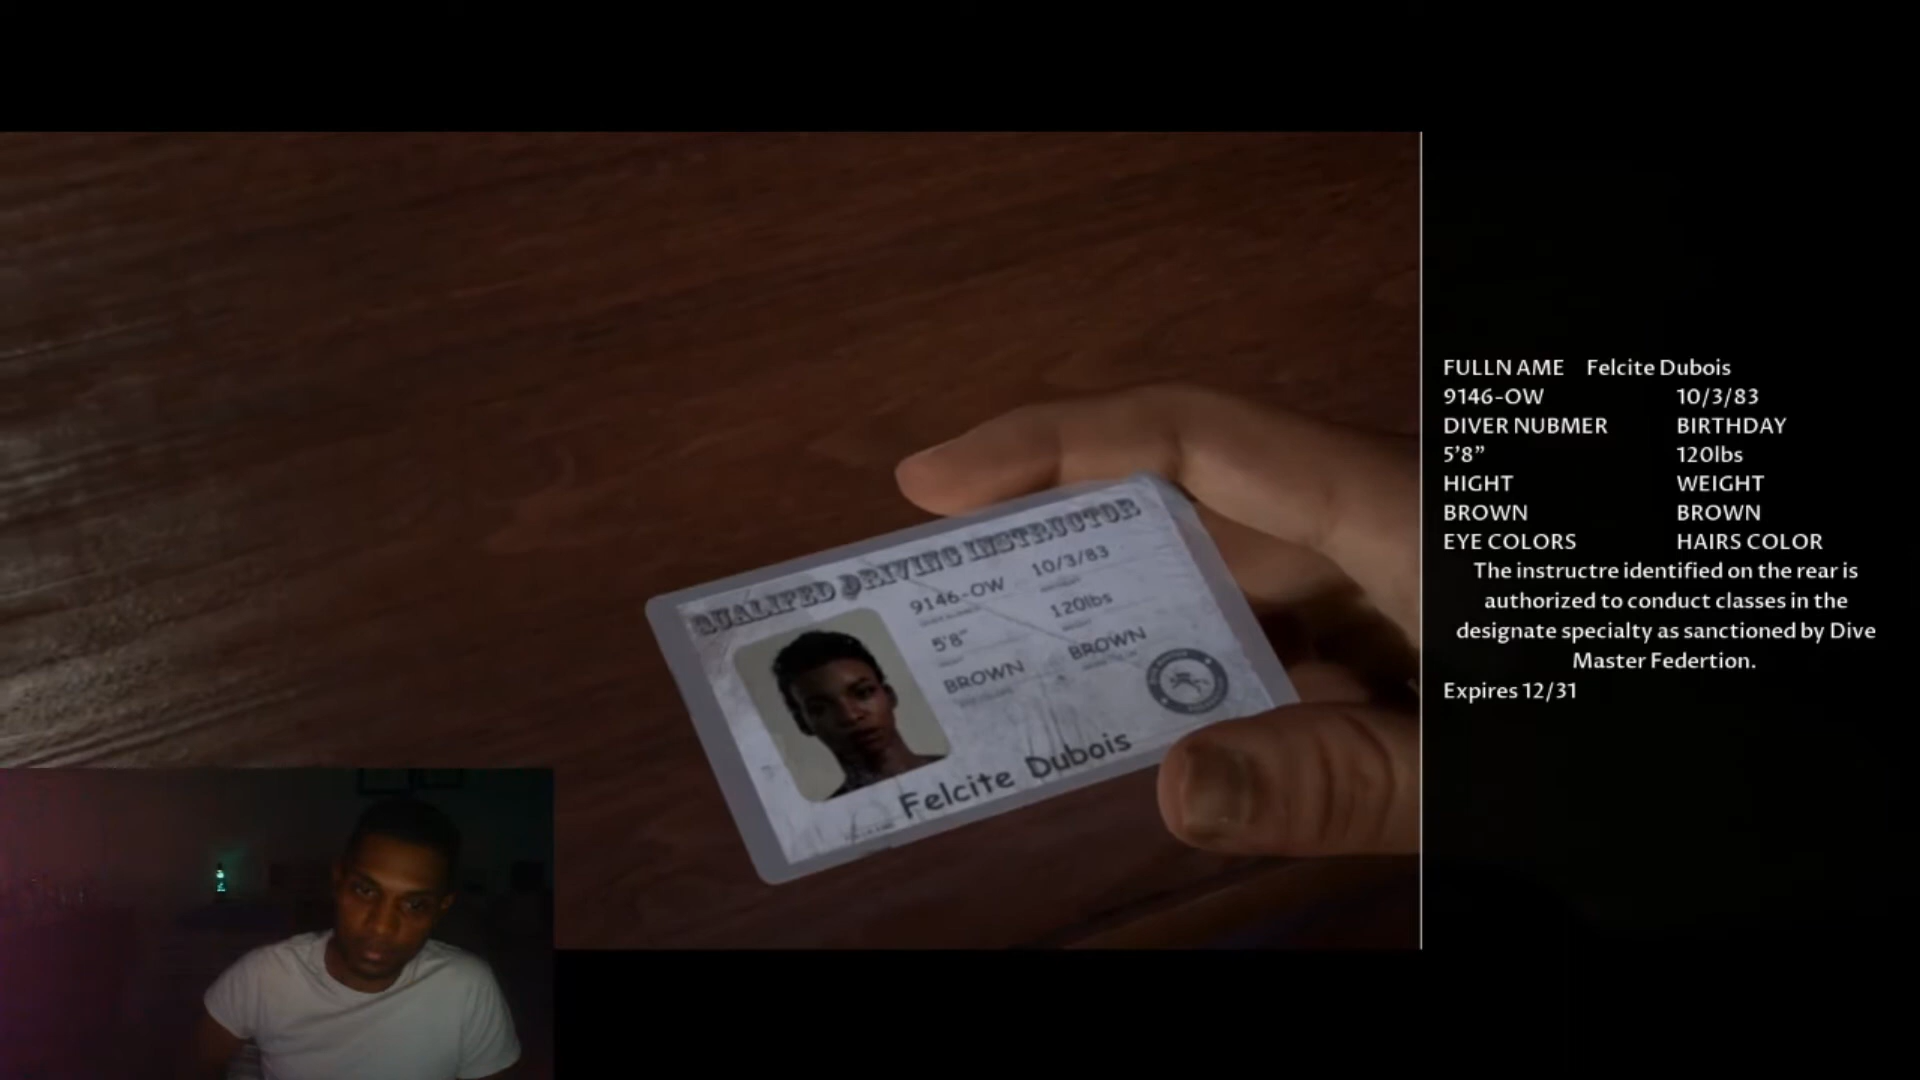 QUALIFED DRIVING INSTRUCTOR
9146-OW 10/3/83
5'8" 120lbs
BROWN BROWN
Felcite Dubois
FULLN AME Felcite Dubois
9146-OW 10/3/83
DIVER NUBMER BIRTHDAY
5'8" 120lbs
HIGHT WEIGHT
BROWN BROWN
EYE COLORS HAIRS COLOR
The instructre identified on the rear is
authorized to conduct classes in the
designate specialty as sanctioned by Dive
Master Federtion.
Expires 12/31